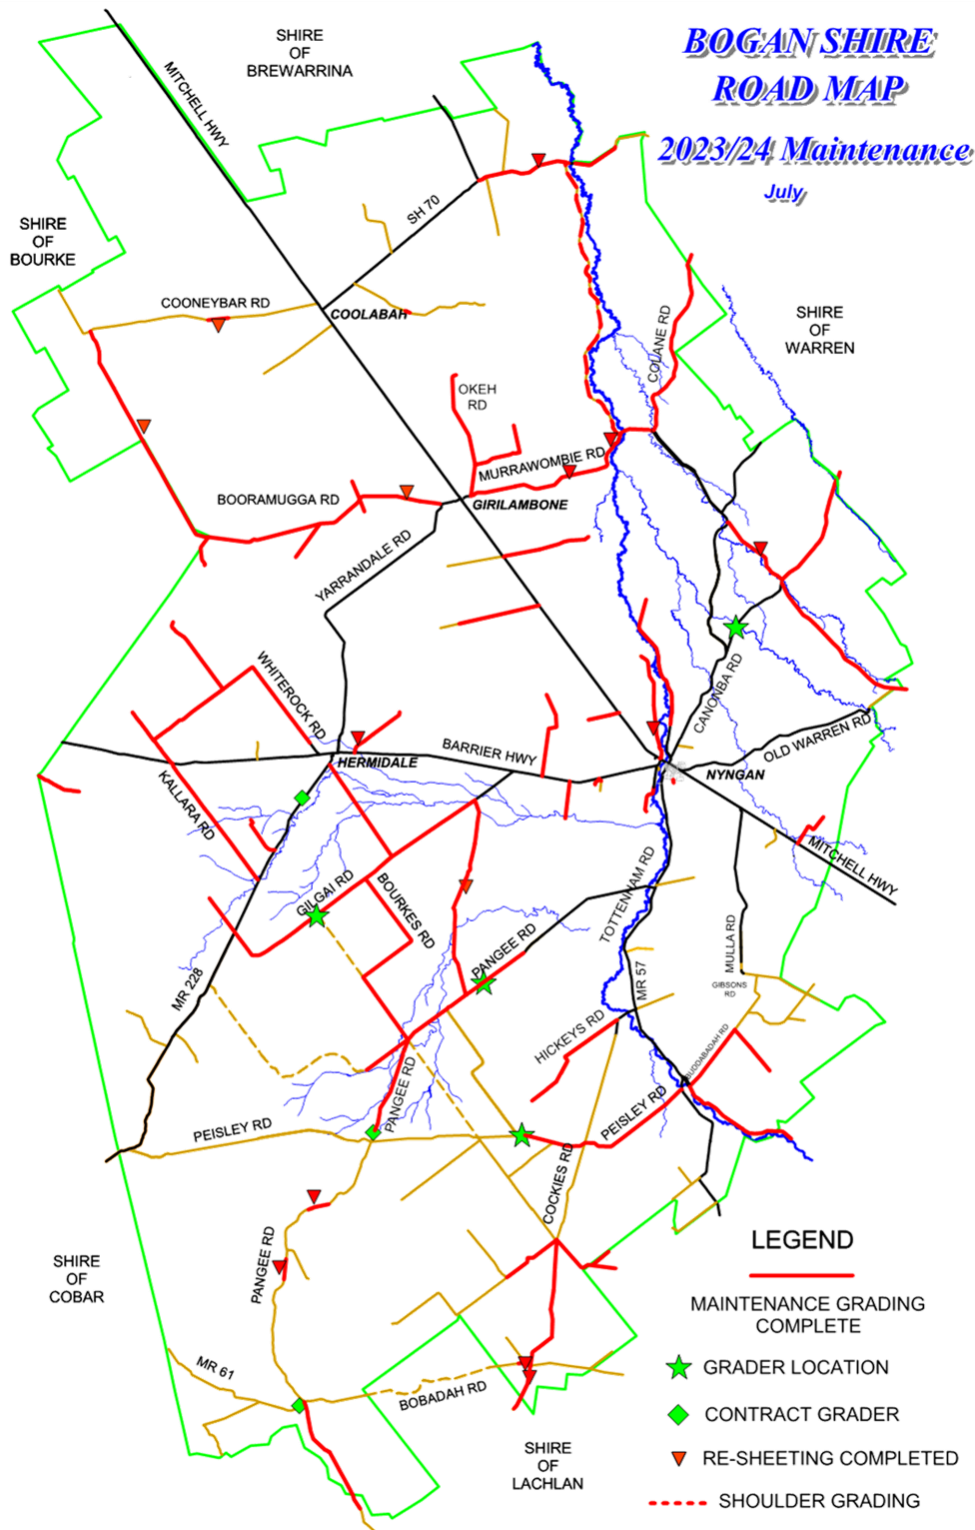 BOGAN SHIRE
ROAD MAP
2023/24 Maintenance
July
SHIRE
OF
BREWARRINA
MITCHELL HWY
SH 70
SHIRE
OF
BOURKE
COONEYBAR RD
COOLABAH
SHIRE
OF
WARREN
COLANE RD
OKEH
RD
MURRAWOMBIE RD
BOORAMUGGA RD
GIRILAMBONE
YARRANDALE RD
WHITEROCK RD
CANONBA RD
OLD WARREN RD
BARRIER HWY
HERMIDALE
NYNGAN
KALLARA RD
MITCHELL HWY
GILGAI RD
BOURKES RD
TOTTENHAM RD
PANGEE RD
MULLA RD
MR 228
MR 57
GIBSONS
RD
HICKEYS RD
BUDDABADAH RD
PANGEE RD
PEISLEY RD
PEISLEY RD
COCKIES RD
PANGEE RD
SHIRE
OF
COBAR
MR 61
BOBADAH RD
SHIRE
OF
LACHLAN
LEGEND
MAINTENANCE GRADING
COMPLETE
GRADER LOCATION
CONTRACT GRADER
RE-SHEETING COMPLETED
SHOULDER GRADING